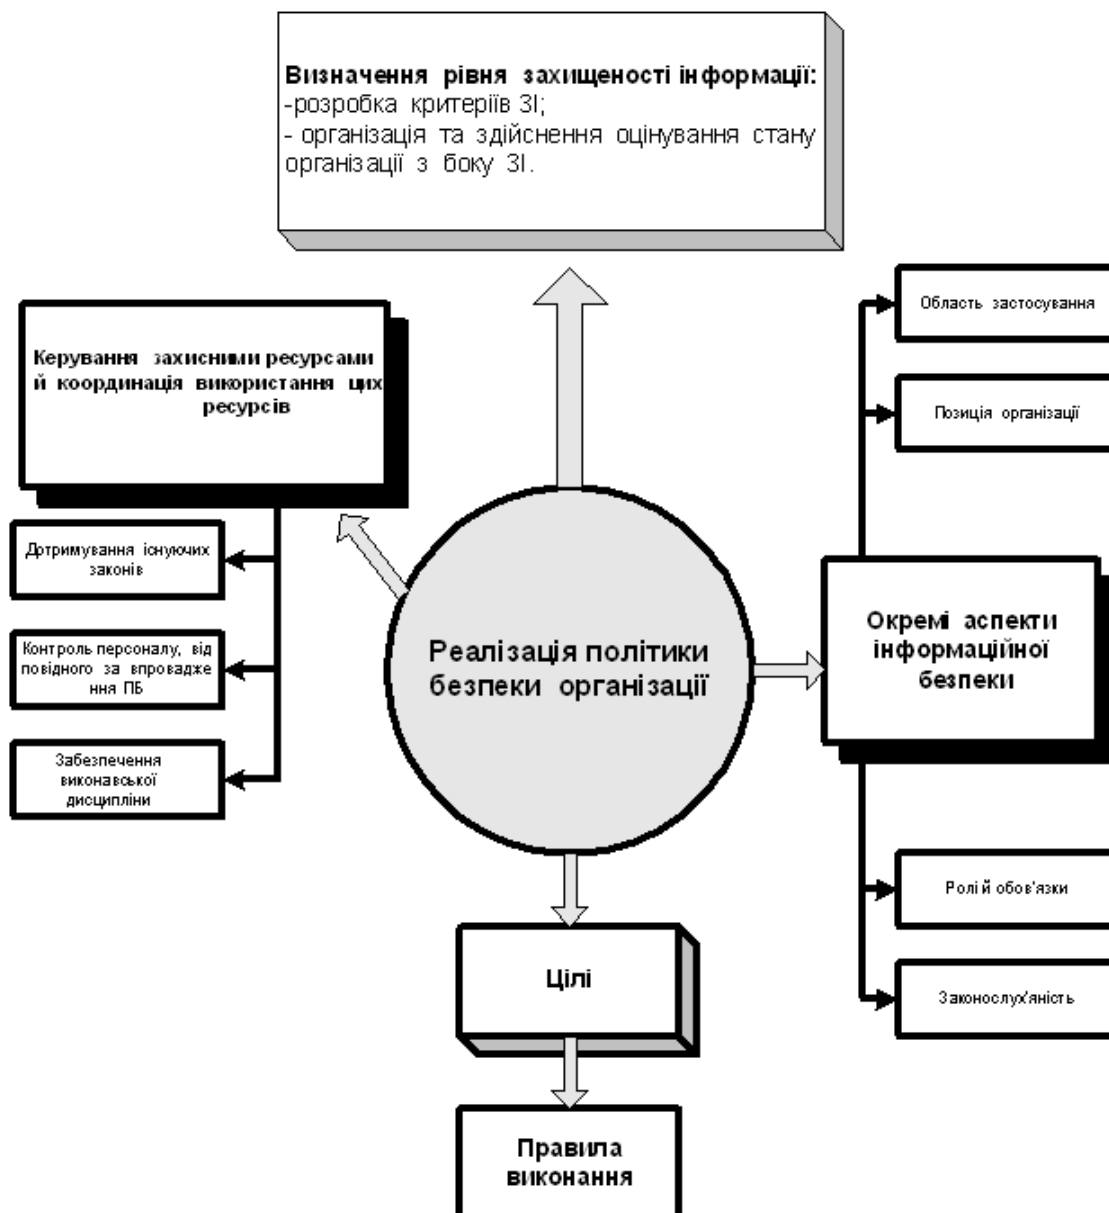 Визначення рівня захищеності інформації:
-розробка критеріїв ЗІ;
- організація та здійснення оцінування стану
організації з боку ЗІ.
Керування захисними ресурсами
й координація використання цих
ресурсів
Дотримування існуючих
законів
Контроль персоналу, від
повідного за впровадже
ння ПБ
Забезпечення
виконавської
дисципліни
Реалізація політики
безпеки організації
Область застосування
Позиція організації
Окремі аспекти
інформаційної
безпеки
Ролі й обов'язки
Законослух'яність
Цілі
Правила
виконання